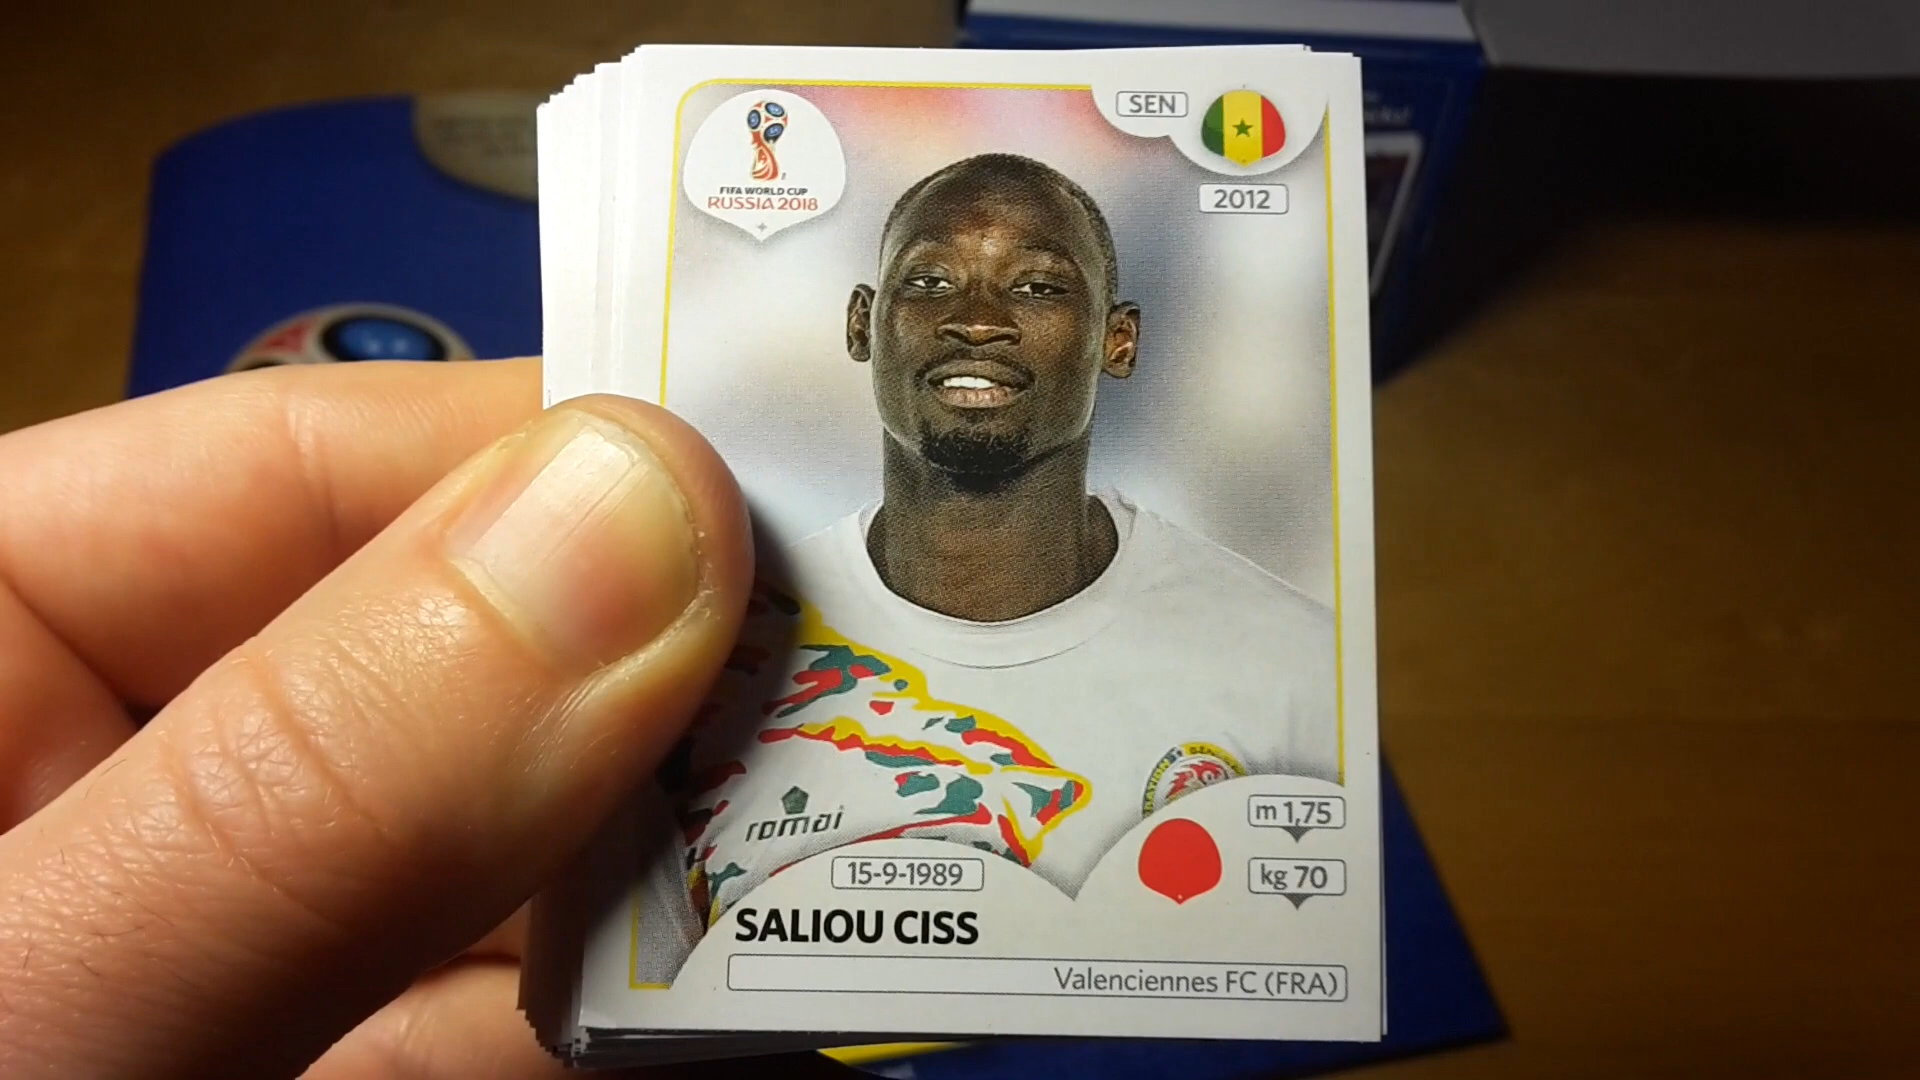 FIFA WORLD CUP
RUSSIA 2018
SEN
2012
romai
m 1,75
kg 70
15-9-1989
SALIOU CISS
Valenciennes FC (FRA)